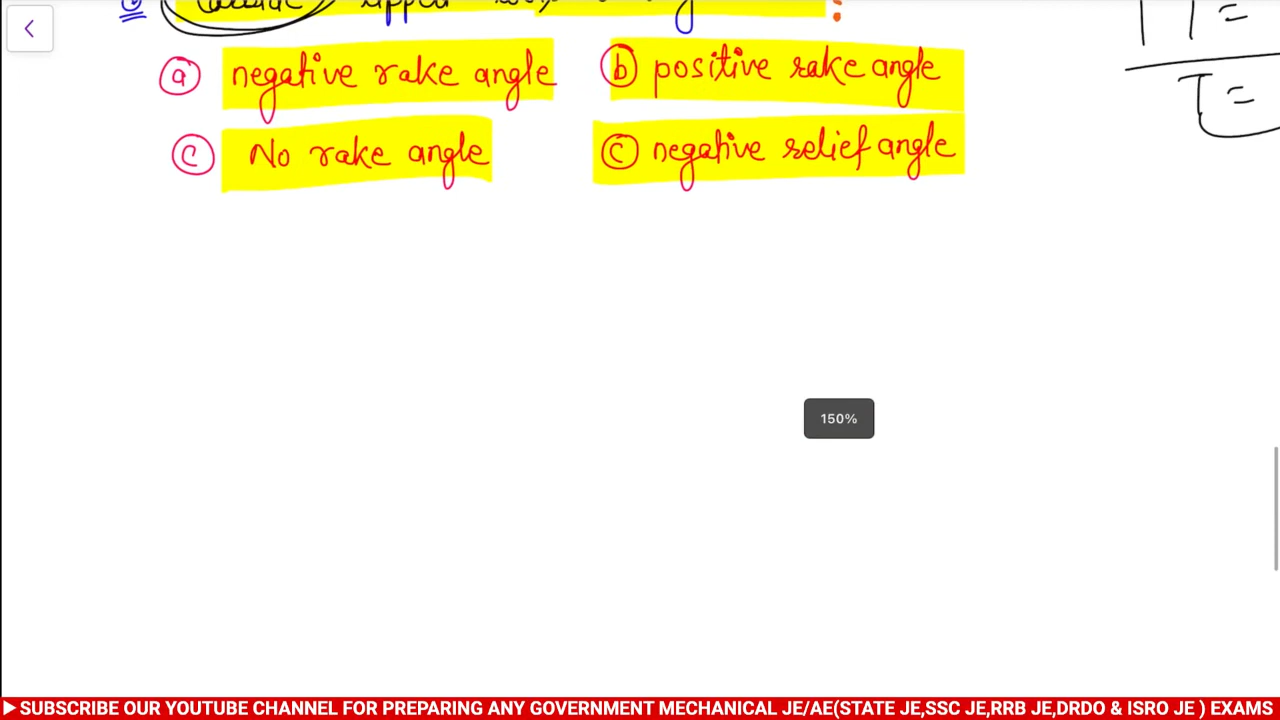 ⓐ negative rake angle ⓑ positive rake angle
ⓒ No rake angle ⓒ negative relief angle
T =
150%
▶ SUBSCRIBE OUR YOUTUBE CHANNEL FOR PREPARING ANY GOVERNMENT MECHANICAL JE/AE(STATE JE,SSC JE,RRB JE,DRDO & ISRO JE ) EXAMS